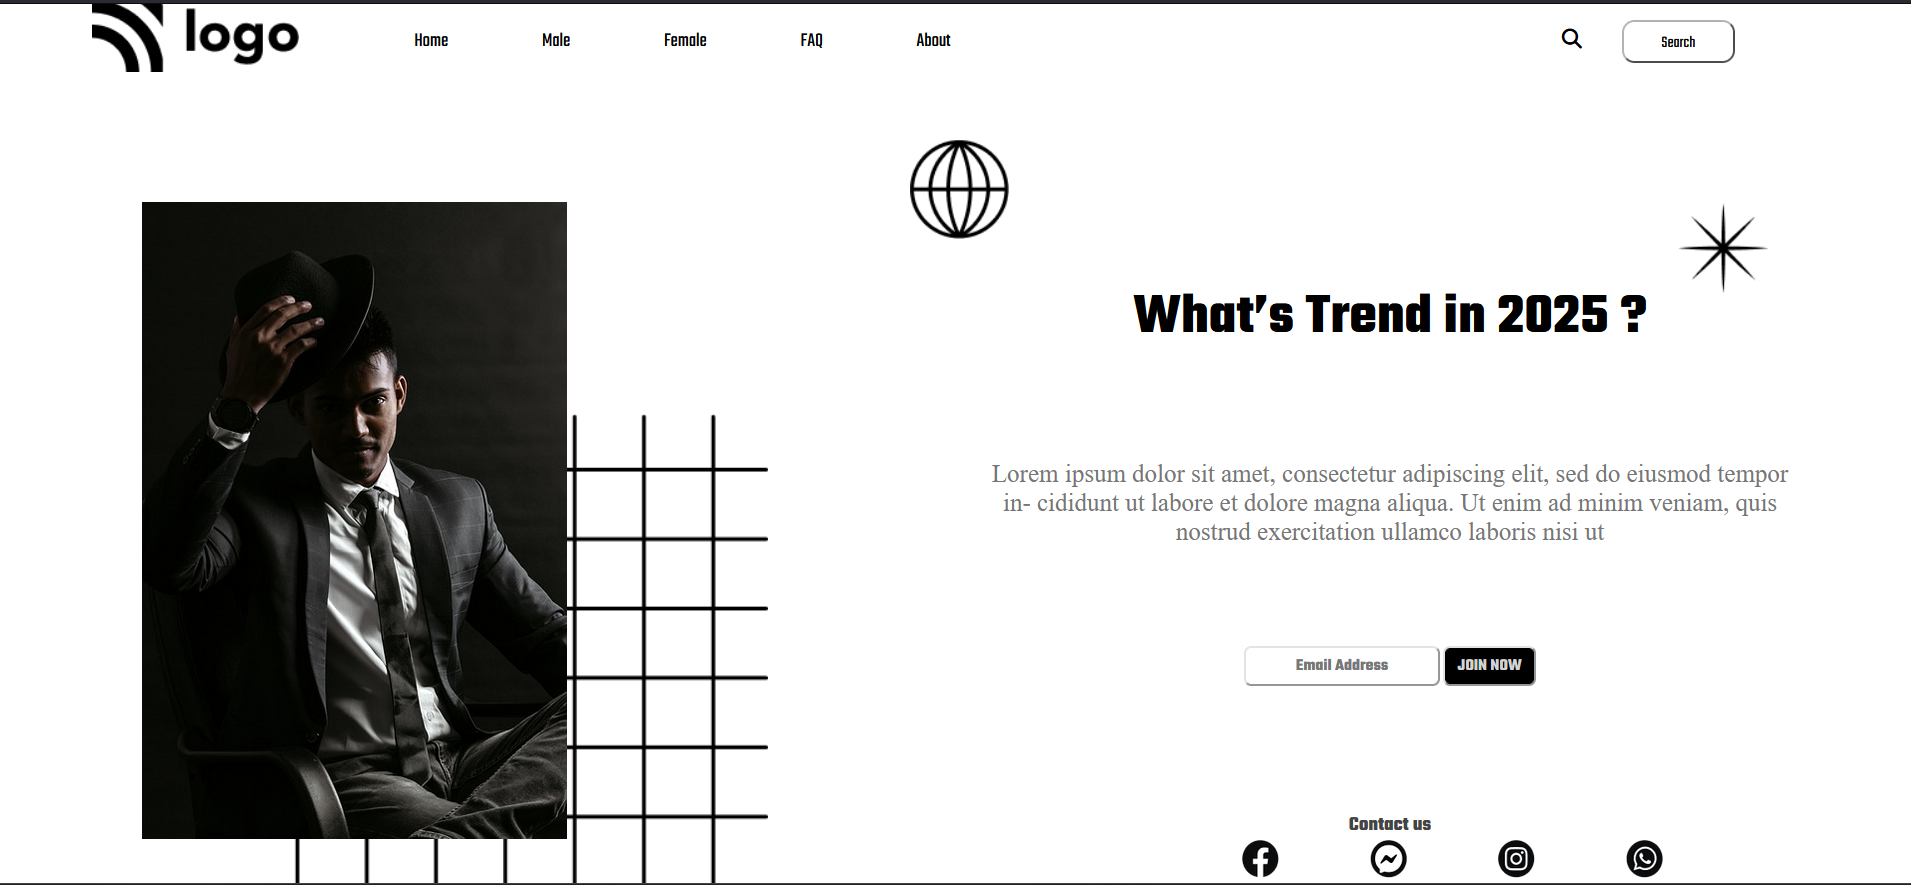 logo
Home Male Female FAQ About Search
What's Trend in 2025 ?
Lorem ipsum dolor sit amet, consectetur adipiscing elit, sed do eiusmod tempor
in- cididunt ut labore et dolore magna aliqua. Ut enim ad minim veniam, quis
nostrud exercitation ullamco laboris nisi ut
Email Address JOIN NOW
Contact us